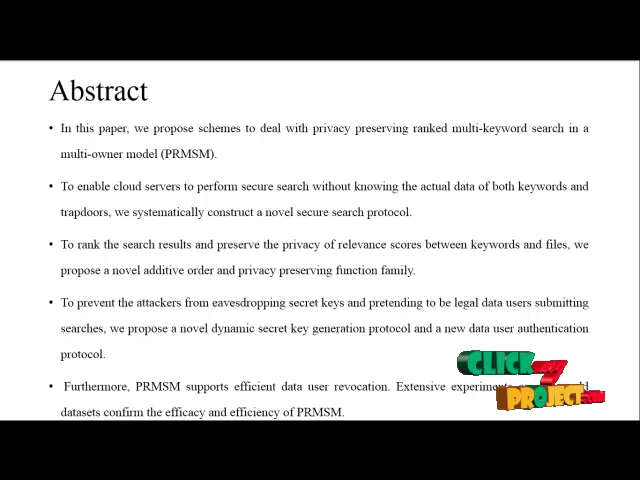 Abstract
• In this paper, we propose schemes to deal with privacy preserving ranked multi-keyword search in a
multi-owner model (PRMSM).
• To enable cloud servers to perform secure search without knowing the actual data of both keywords and
trapdoors, we systematically construct a novel secure search protocol.
• To rank the search results and preserve the privacy of relevance scores between keywords and files, we
propose a novel additive order and privacy preserving function family.
• To prevent the attackers from eavesdropping secret keys and pretending to be legal data users submitting
searches, we propose a novel dynamic secret key generation protocol and a new data user authentication
protocol.
• Furthermore, PRMSM supports efficient data user revocation. Extensive
datasets confirm the efficacy and efficiency of PRMSM.
CLICK
PROJECT.COM